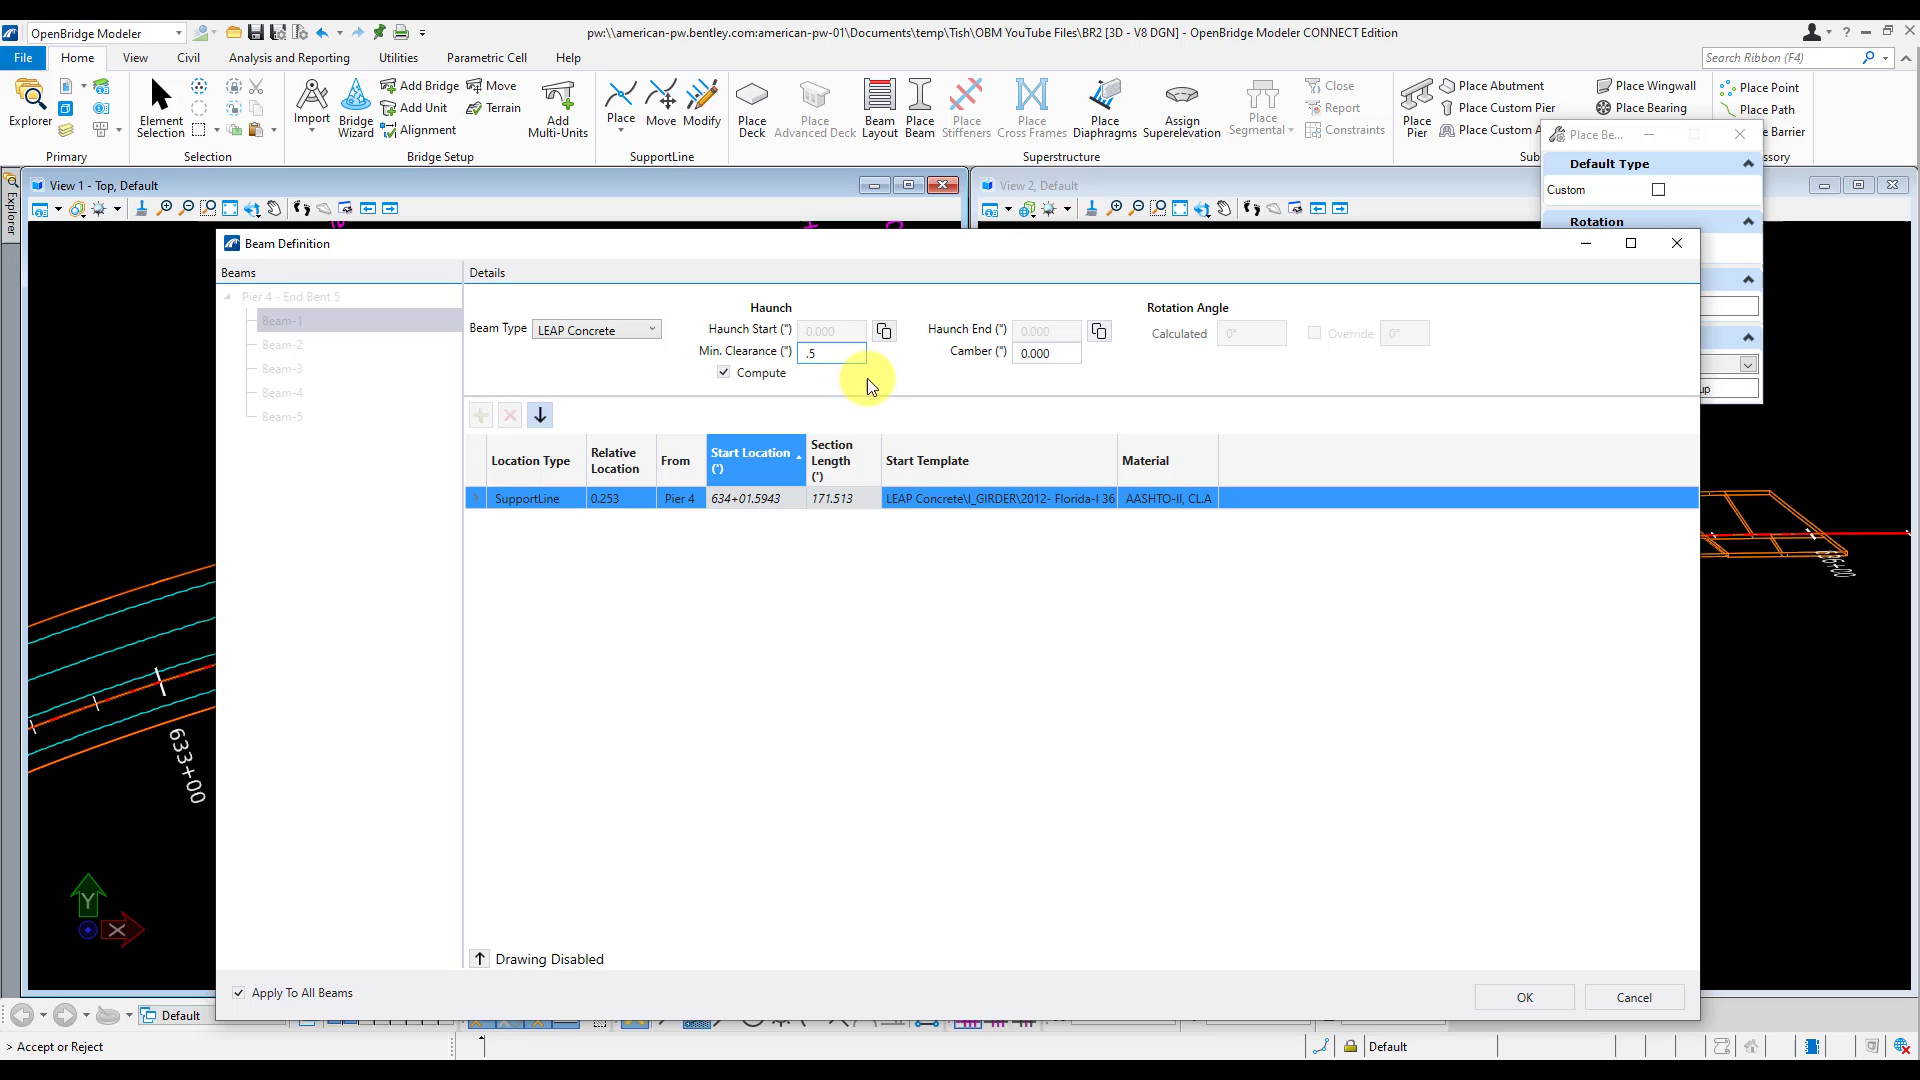 OpenBridge Modeler
pw:\\american-pw.bentley.com:american-pw-01\Documents\temp\Tish\OBM YouTube Files\BR2 [3D - V8 DGN] - OpenBridge Modeler CONNECT Edition
File Home View Civil Analysis and Reporting Utilities Parametric Cell Help
Search Ribbon (F4)
Explorer
Primary
Element Selection
Selection
Import
Bridge Wizard
Add Bridge
Add Unit
Alignment
Move
Terrain
Add Multi-Units
Bridge Setup
Place
Move
Modify
SupportLine
Place Deck
Place Advanced Deck
Beam Layout
Place Beam
Place Stiffeners
Place Cross Frames
Place Diaphragms
Assign Superelevation
Place Segmental
Close
Report
Constraints
Superstructure
Place Pier
Place Abutment
Place Custom Pier
Place Custom A
Place Wingwall
Place Bearing
Sub
Place Point
Place Path
Barrier
ssory
Place Be...
Default Type
Custom
Rotation
up
Explorer
View 1 - Top, Default
View 2, Default
Beam Definition
Beams
Pier 4 - End Bent 5
Beam-1
Beam-2
Beam-3
Beam-4
Beam-5
Details
Beam Type LEAP Concrete
Haunch
Haunch Start (") 0.000
Min. Clearance (") .5
Compute
Haunch End (") 0.000
Camber (") 0.000
Rotation Angle
Calculated 0° Override 0°
Location Type Relative Location From Start Location (') Section Length (') Start Template Material
SupportLine 0.253 Pier 4 634+01.5943 171.513 LEAP Concrete\I_GIRDER\2012- Florida-I 36 AASHTO-II, CL.A
Drawing Disabled
Apply To All Beams
OK Cancel
633+00
636+00
Y
X
Default
> Accept or Reject
Default